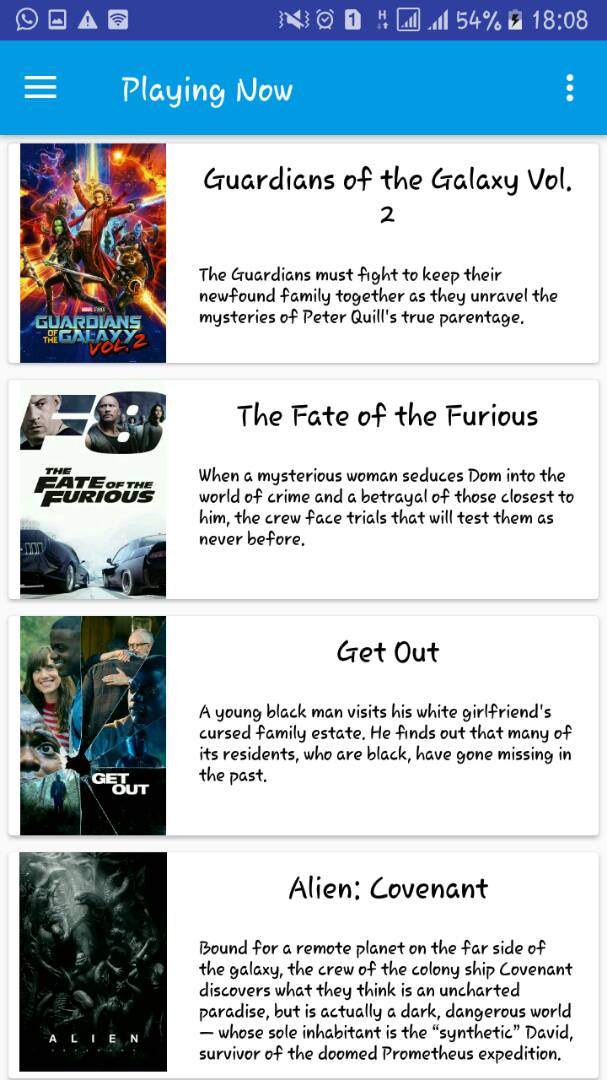 1 H 54% 18:08
Playing Now
Guardians of the Galaxy Vol.
2
The Guardians must fight to keep their
newfound family together as they unravel the
mysteries of Peter Quill's true parentage.
GUARDIANS
OF THE GALAXY
VOL. 2
The Fate of the Furious
When a mysterious woman seduces Dom into the
world of crime and a betrayal of those closest to
him, the crew face trials that will test them as
never before.
F8
THE
FATE OF THE
FURIOUS
Get Out
A young black man visits his white girlfriend's
cursed family estate. He finds out that many of
its residents, who are black, have gone missing in
the past.
GET
OUT
Alien: Covenant
Bound for a remote planet on the far side of
the galaxy, the crew of the colony ship Covenant
discovers what they think is an uncharted
paradise, but is actually a dark, dangerous world
— whose sole inhabitant is the “synthetic” David,
survivor of the doomed Prometheus expedition.
ALIEN